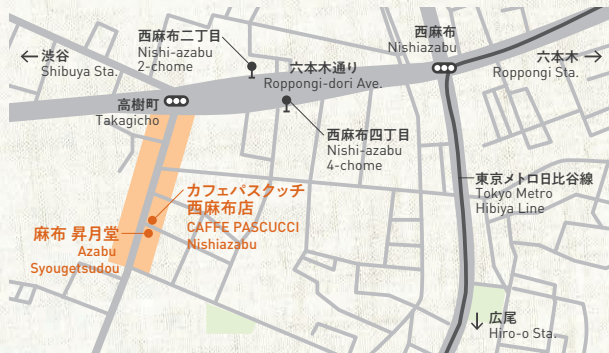 西麻布二丁目
Nishi-azabu
2-chome
西麻布
Nishiazabu
渋谷
Shibuya Sta.
六本木通り
Roppongi-dori Ave.
六本木
Roppongi Sta.
高樹町
Takagicho
西麻布四丁目
Nishi-azabu
4-chome
東京メトロ日比谷線
Tokyo Metro
Hibiya Line
カフェパスクッチ
西麻布店
CAFFE PASCUCCI
Nishiazabu
麻布 昇月堂
Azabu
Syougetsudou
広尾
Hiro-o Sta.